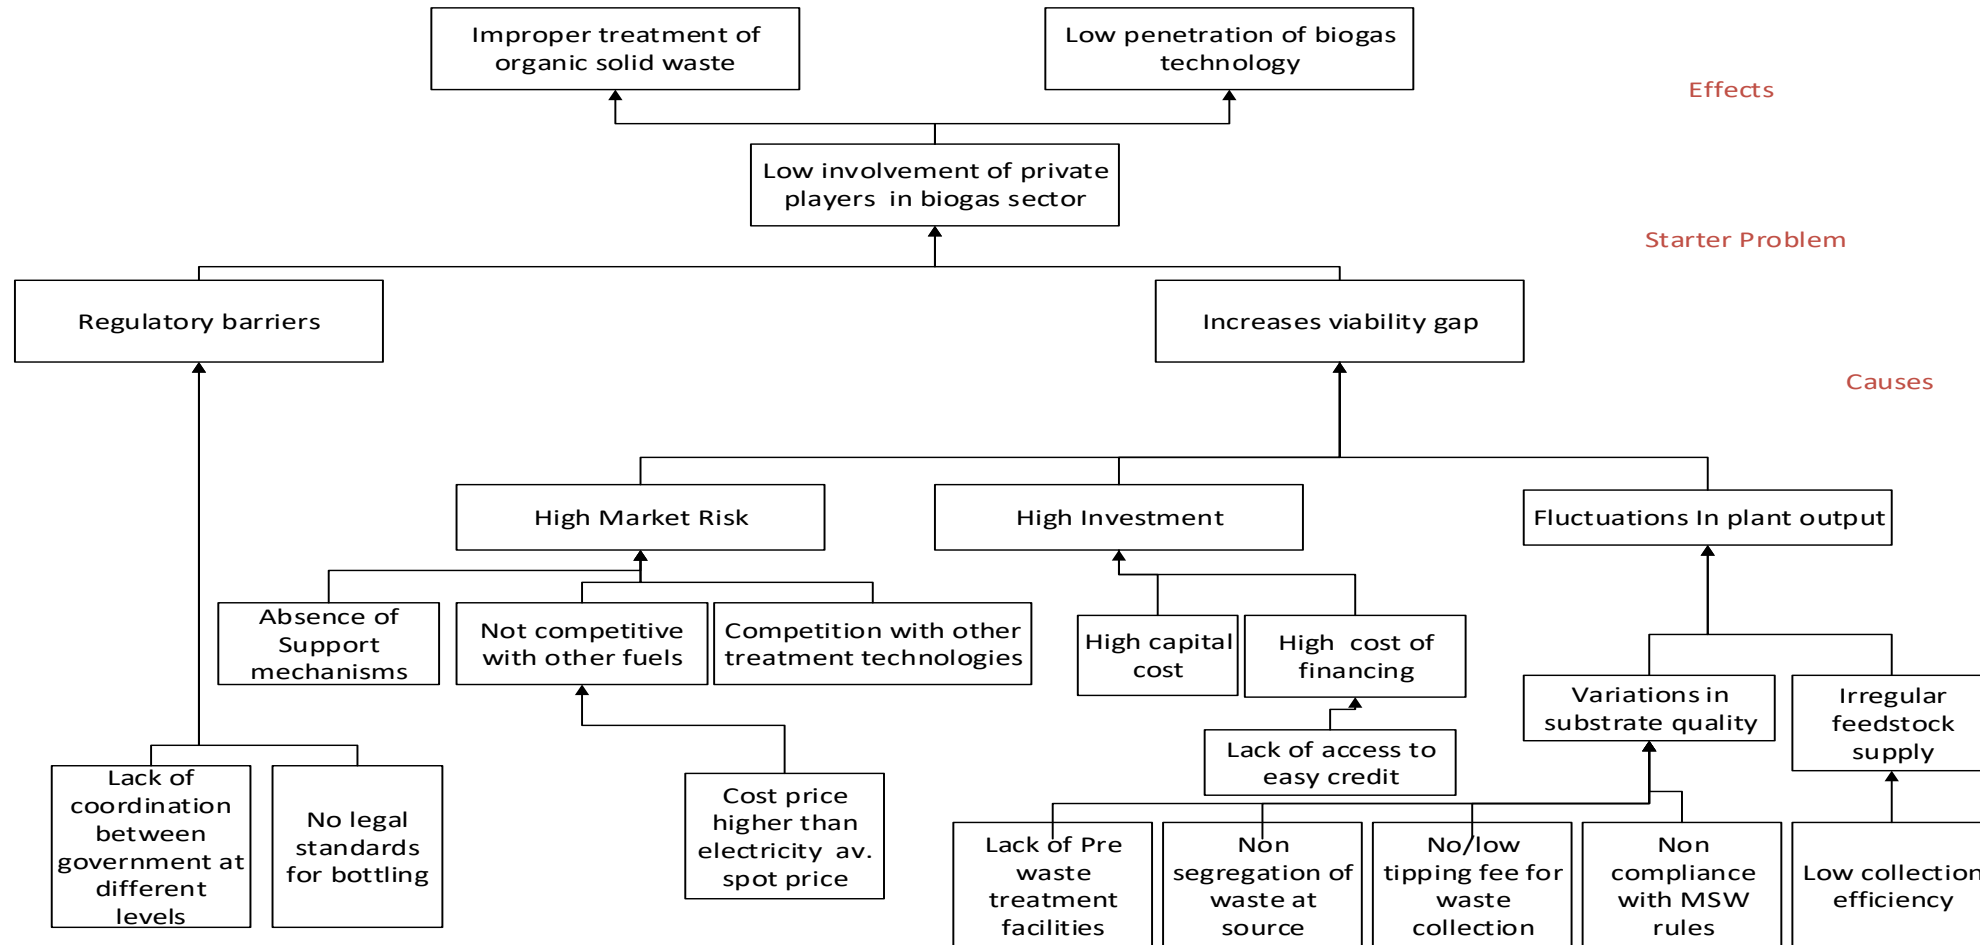 Improper treatment of
organic solid waste
Low penetration of biogas
technology
Effects
Low involvement of private
players in biogas sector
Starter Problem
Regulatory barriers
Increases viability gap
Causes
High Market Risk
High Investment
Fluctuations In plant output
Absence of
Support
mechanisms
Not competitive
with other fuels
Competition with other
treatment technologies
High capital
cost
High cost of
financing
Variations in
substrate quality
Irregular
feedstock
supply
Lack of access to
easy credit
Lack of
coordination
between
government at
different
levels
No legal
standards
for bottling
Cost price
higher than
electricity av.
spot price
Lack of Pre
waste
treatment
facilities
Non
segregation of
waste at
source
No/low
tipping fee for
waste
collection
Non
compliance
with MSW
rules
Low collection
efficiency